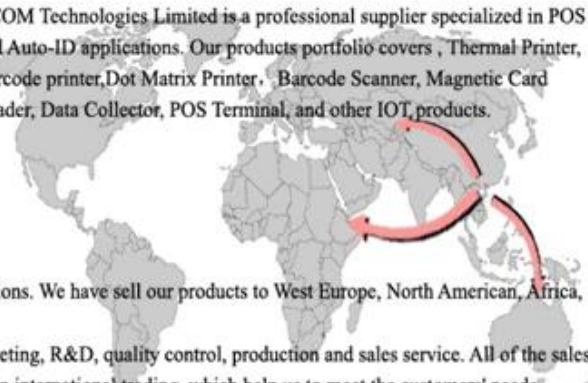 OM Technologies Limited is a professional supplier specialized in POS
Auto-ID applications. Our products portfolio covers , Thermal Printer,
rcode printer,Dot Matrix Printer， Barcode Scanner, Magnetic Card
ader, Data Collector, POS Terminal, and other IOT products.
ons. We have sell our products to West Europe, North American, Africa,
eting, R&D, quality control, production and sales service. All of the sales
international trading, which help us to meet the customers' needs